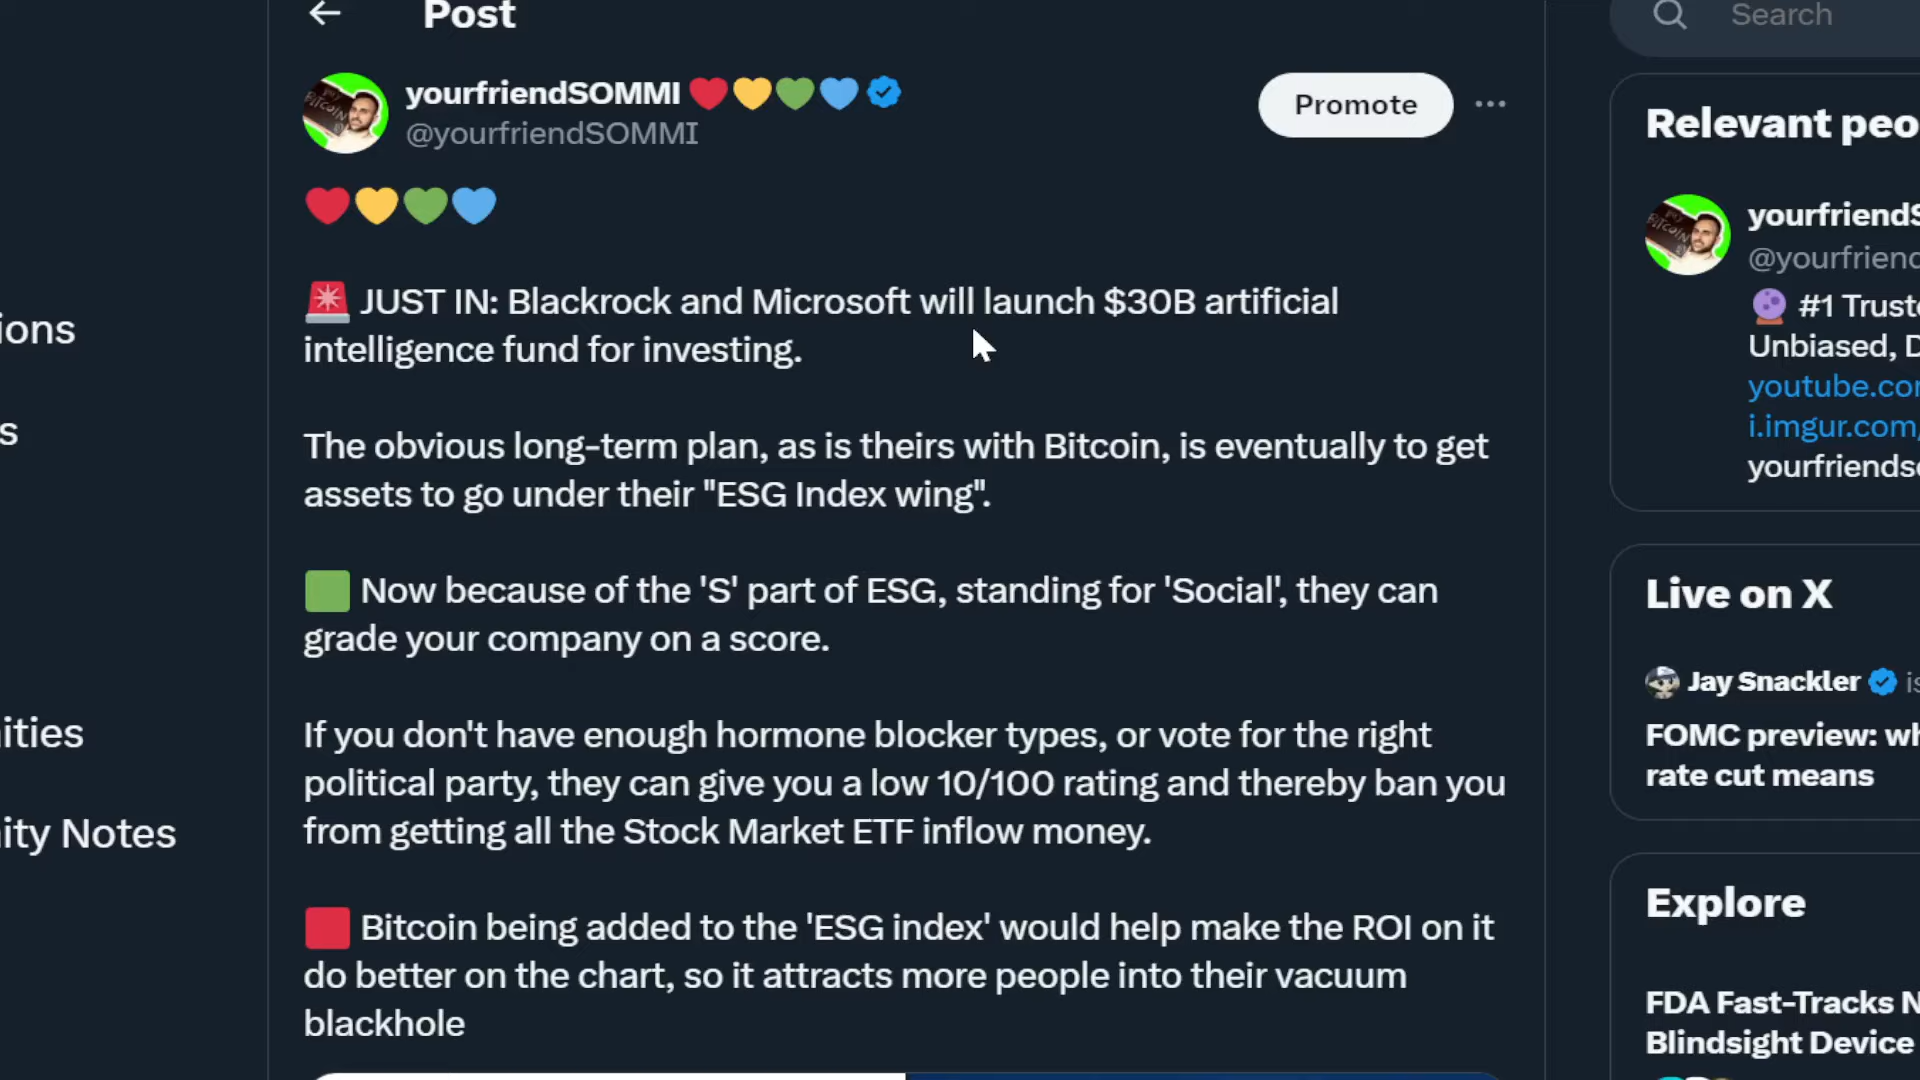 Post
Search
yourfriendSOMMI
@yourfriendSOMMI
Promote
JUST IN: Blackrock and Microsoft will launch $30B artificial
intelligence fund for investing.
The obvious long-term plan, as is theirs with Bitcoin, is eventually to get
assets to go under their "ESG Index wing".
Now because of the 'S' part of ESG, standing for 'Social', they can
grade your company on a score.
If you don't have enough hormone blocker types, or vote for the right
political party, they can give you a low 10/100 rating and thereby ban you
from getting all the Stock Market ETF inflow money.
Bitcoin being added to the 'ESG index' would help make the ROI on it
do better on the chart, so it attracts more people into their vacuum
blackhole
ions
s
ities
ity Notes
Relevant peo
yourfriendS
@yourfriend
#1 Truste
Unbiased, D
youtube.com
i.imgur.com/
yourfriendso
Live on X
Jay Snackler is
FOMC preview: wh
rate cut means
Explore
FDA Fast-Tracks N
Blindsight Device